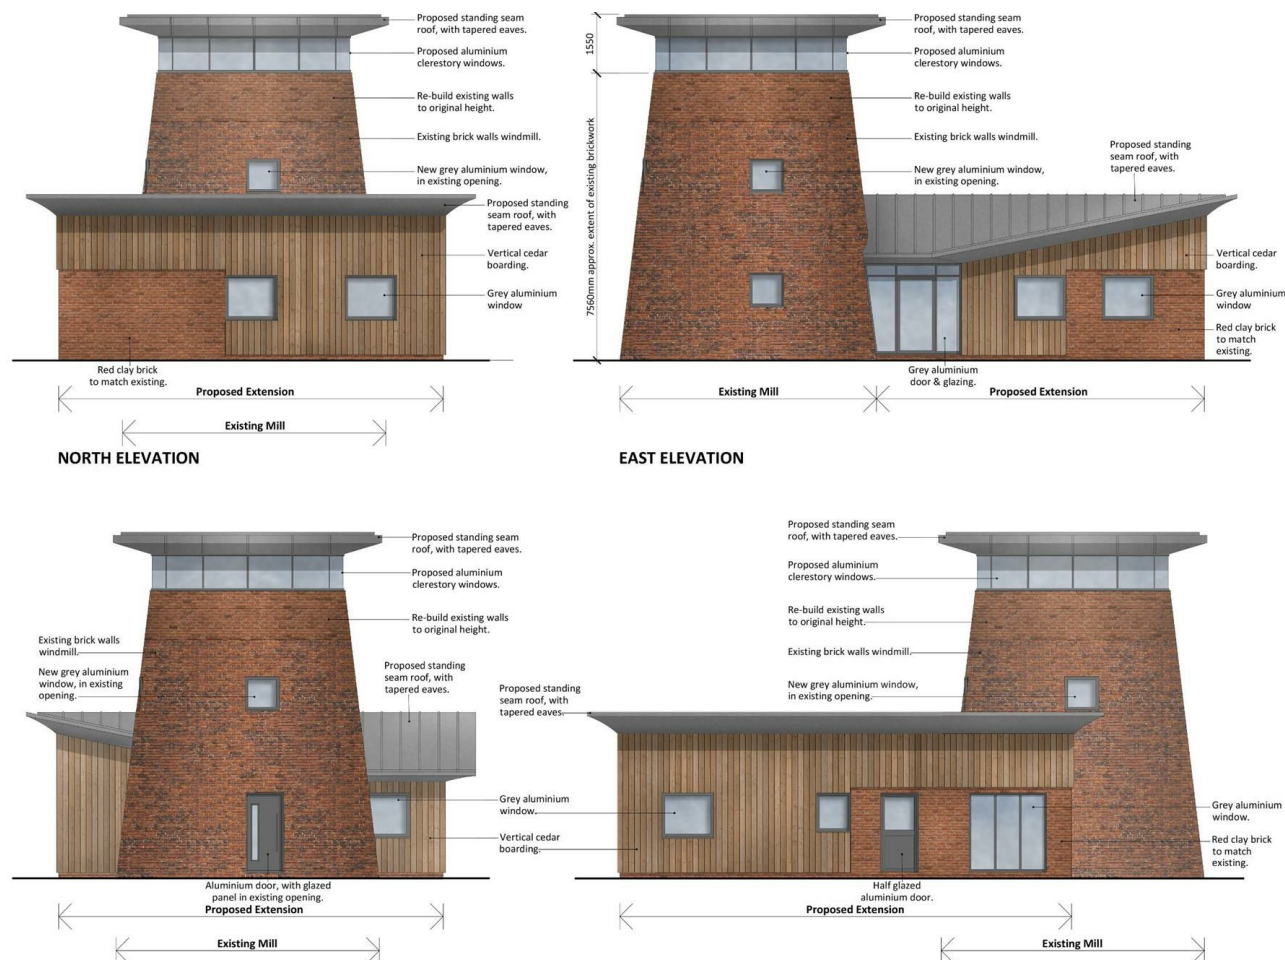 Proposed standing seam
roof, with tapered eaves.
Proposed aluminium
clerestory windows.
Re-build existing walls
to original height.
Existing brick walls windmill.
New grey aluminium window,
in existing opening.
Proposed standing
seam roof, with
tapered eaves.
Vertical cedar
boarding.
Grey aluminium
window
Red clay brick
to match existing.
Proposed Extension
Existing Mill
NORTH ELEVATION
1550
7560mm approx. extent of existing brickwork
Proposed standing seam
roof, with tapered eaves.
Proposed aluminium
clerestory windows.
Re-build existing walls
to original height.
Existing brick walls windmill.
New grey aluminium window,
in existing opening.
Proposed standing
seam roof, with
tapered eaves.
Vertical cedar
boarding.
Grey aluminium
window
Red clay brick
to match
existing.
Grey aluminium
door & glazing.
Existing Mill
Proposed Extension
EAST ELEVATION
Proposed standing seam
roof, with tapered eaves.
Proposed aluminium
clerestory windows.
Re-build existing walls
to original height.
Existing brick walls
windmill.
New grey aluminium
window, in existing
opening.
Proposed standing
seam roof, with
tapered eaves.
Grey aluminium
window.
Vertical cedar
boarding.
Aluminium door, with glazed
panel in existing opening.
Proposed Extension
Existing Mill
Proposed standing seam
roof, with tapered eaves.
Proposed aluminium
clerestory windows.
Re-build existing walls
to original height.
Existing brick walls windmill.
New grey aluminium window,
in existing opening.
Proposed standing
seam roof, with
tapered eaves.
Grey aluminium
window.
Red clay brick
to match
existing.
Half glazed
aluminium door.
Proposed Extension
Existing Mill